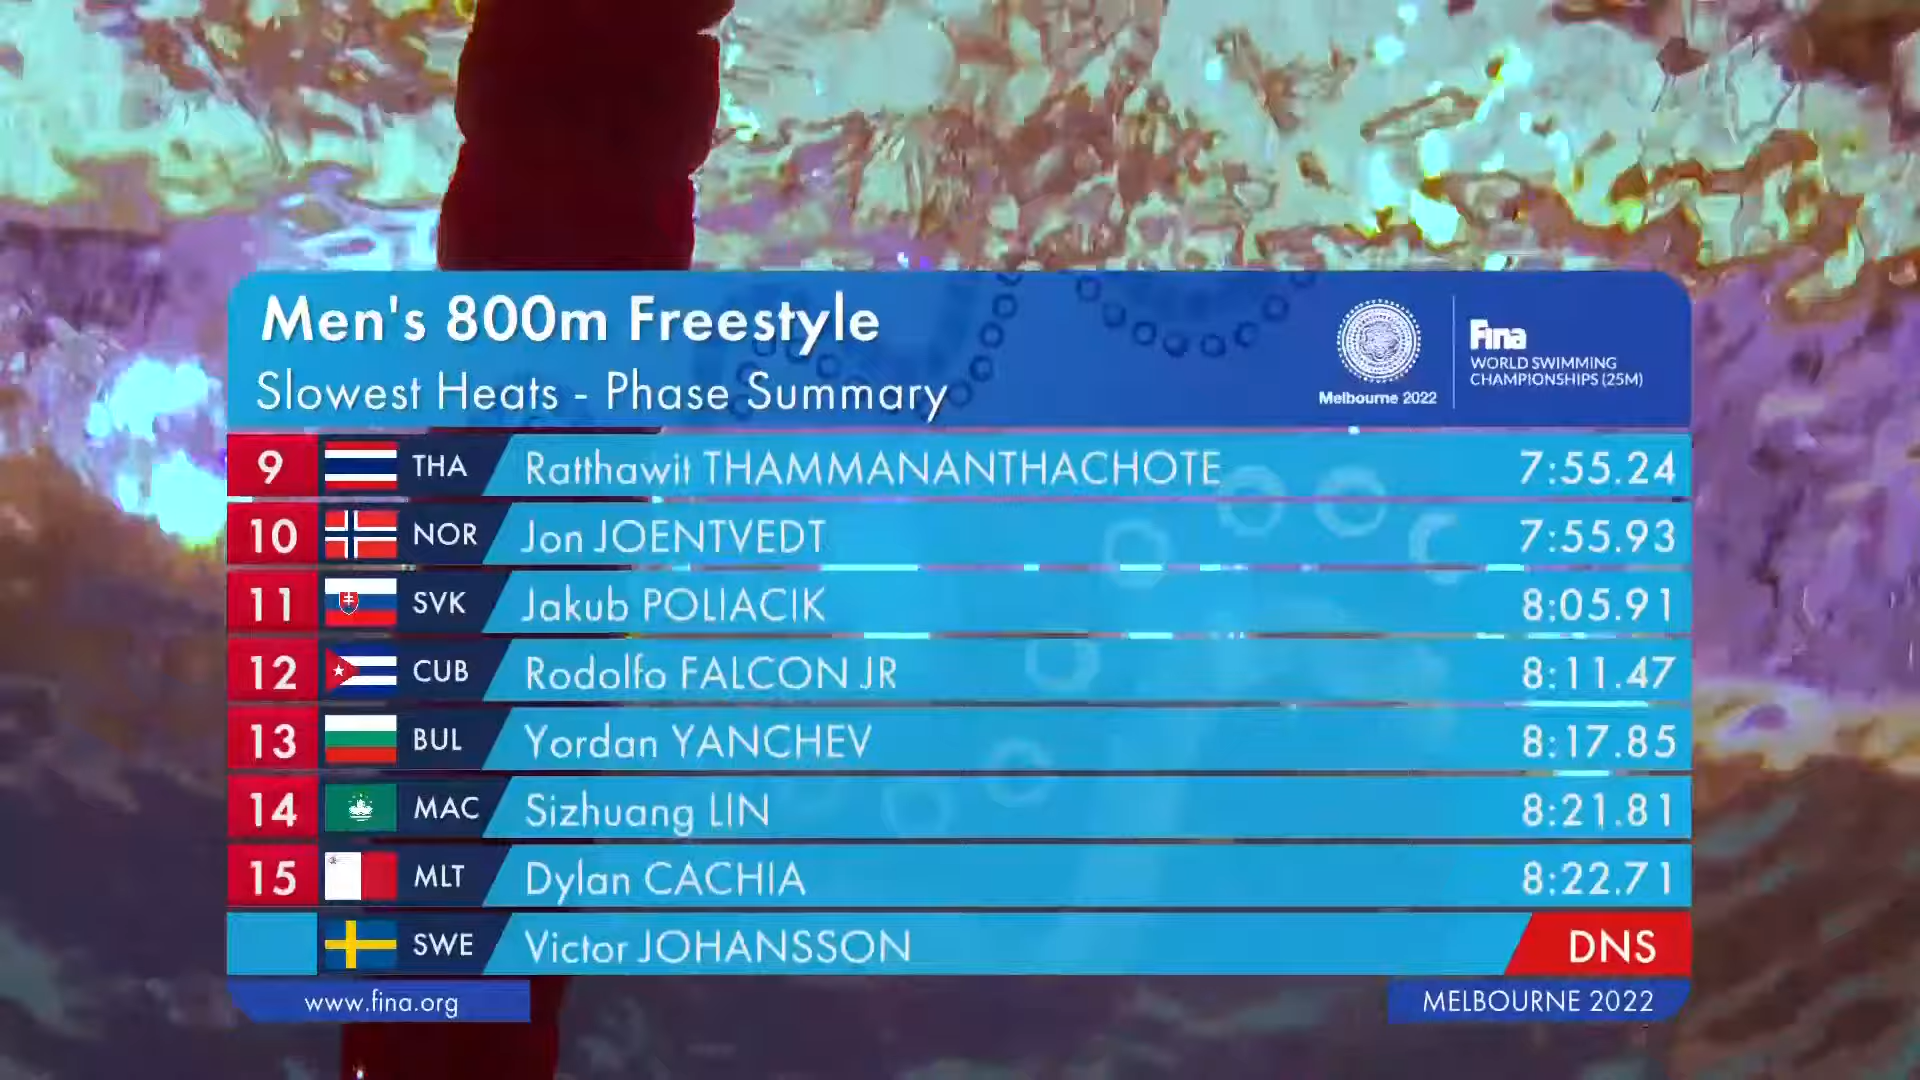 Men's 800m Freestyle
Slowest Heats - Phase Summary
Melbourne 2022
Fina
WORLD SWIMMING
CHAMPIONSHIPS (25M)
9 THA Ratthawit THAMMANANTHACHOTE 7:55.24
10 NOR Jon JOENTVEDT 7:55.93
11 SVK Jakub POLIACIK 8:05.91
12 CUB Rodolfo FALCON JR 8:11.47
13 BUL Yordan YANCHEV 8:17.85
14 MAC Sizhuang LIN 8:21.81
15 MLT Dylan CACHIA 8:22.71
SWE Victor JOHANSSON DNS
www.fina.org
MELBOURNE 2022